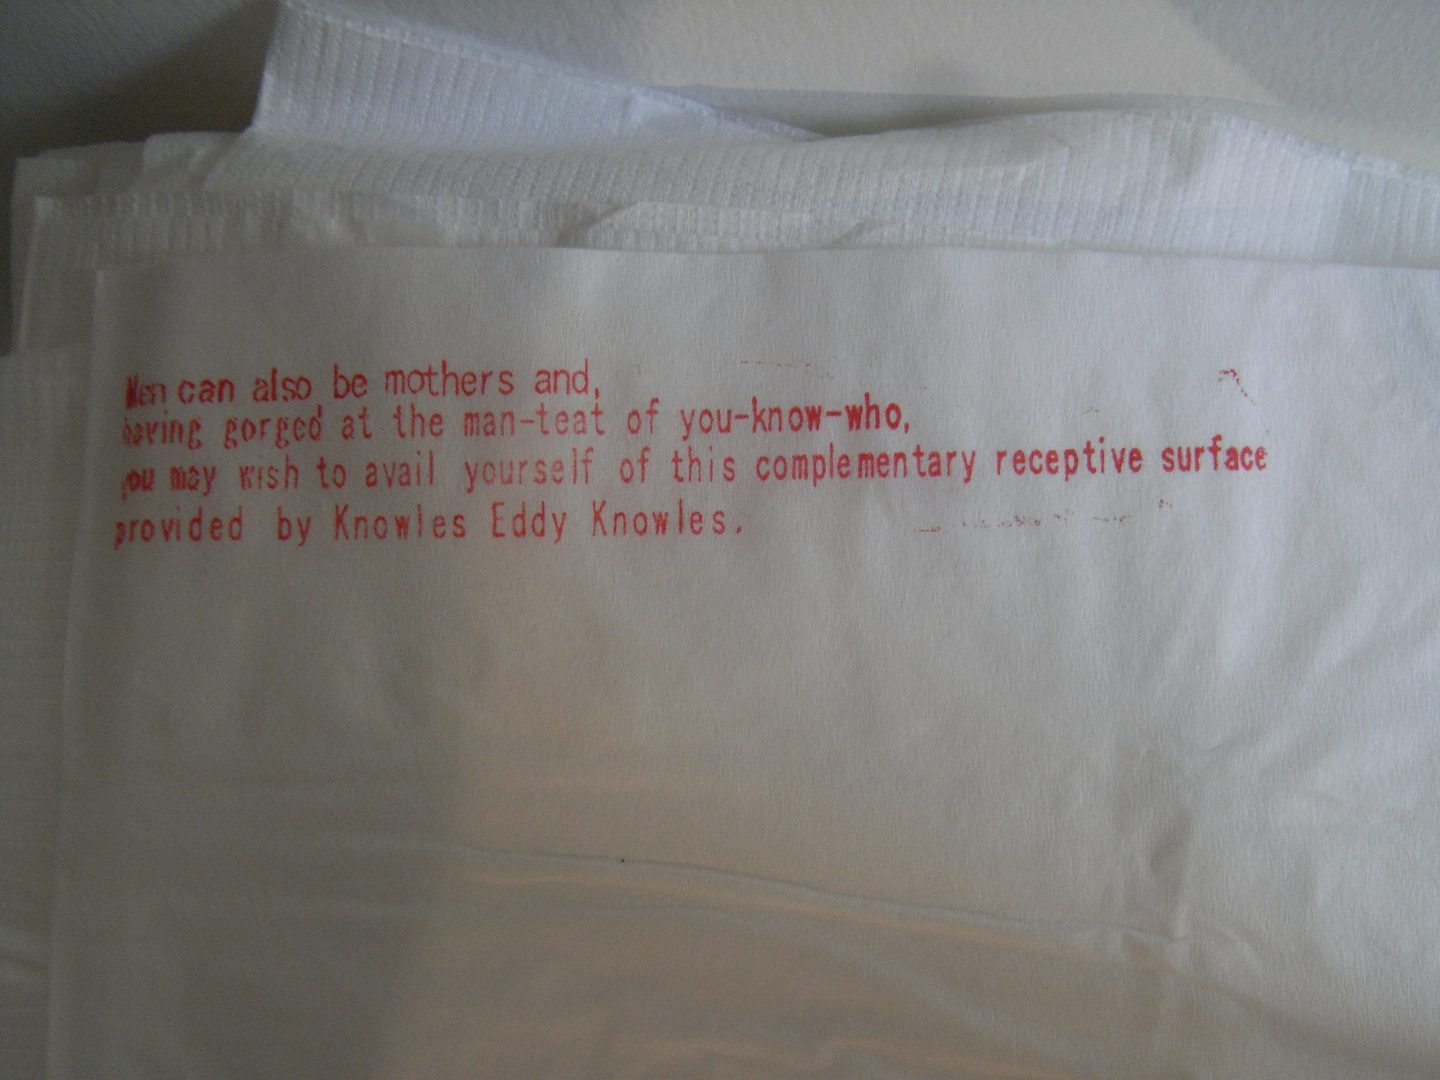 Men can also be mothers and,
having gorged at the man-teat of you-know-who,
you may wish to avail yourself of this complementary receptive surface
provided by Knowles Eddy Knowles.